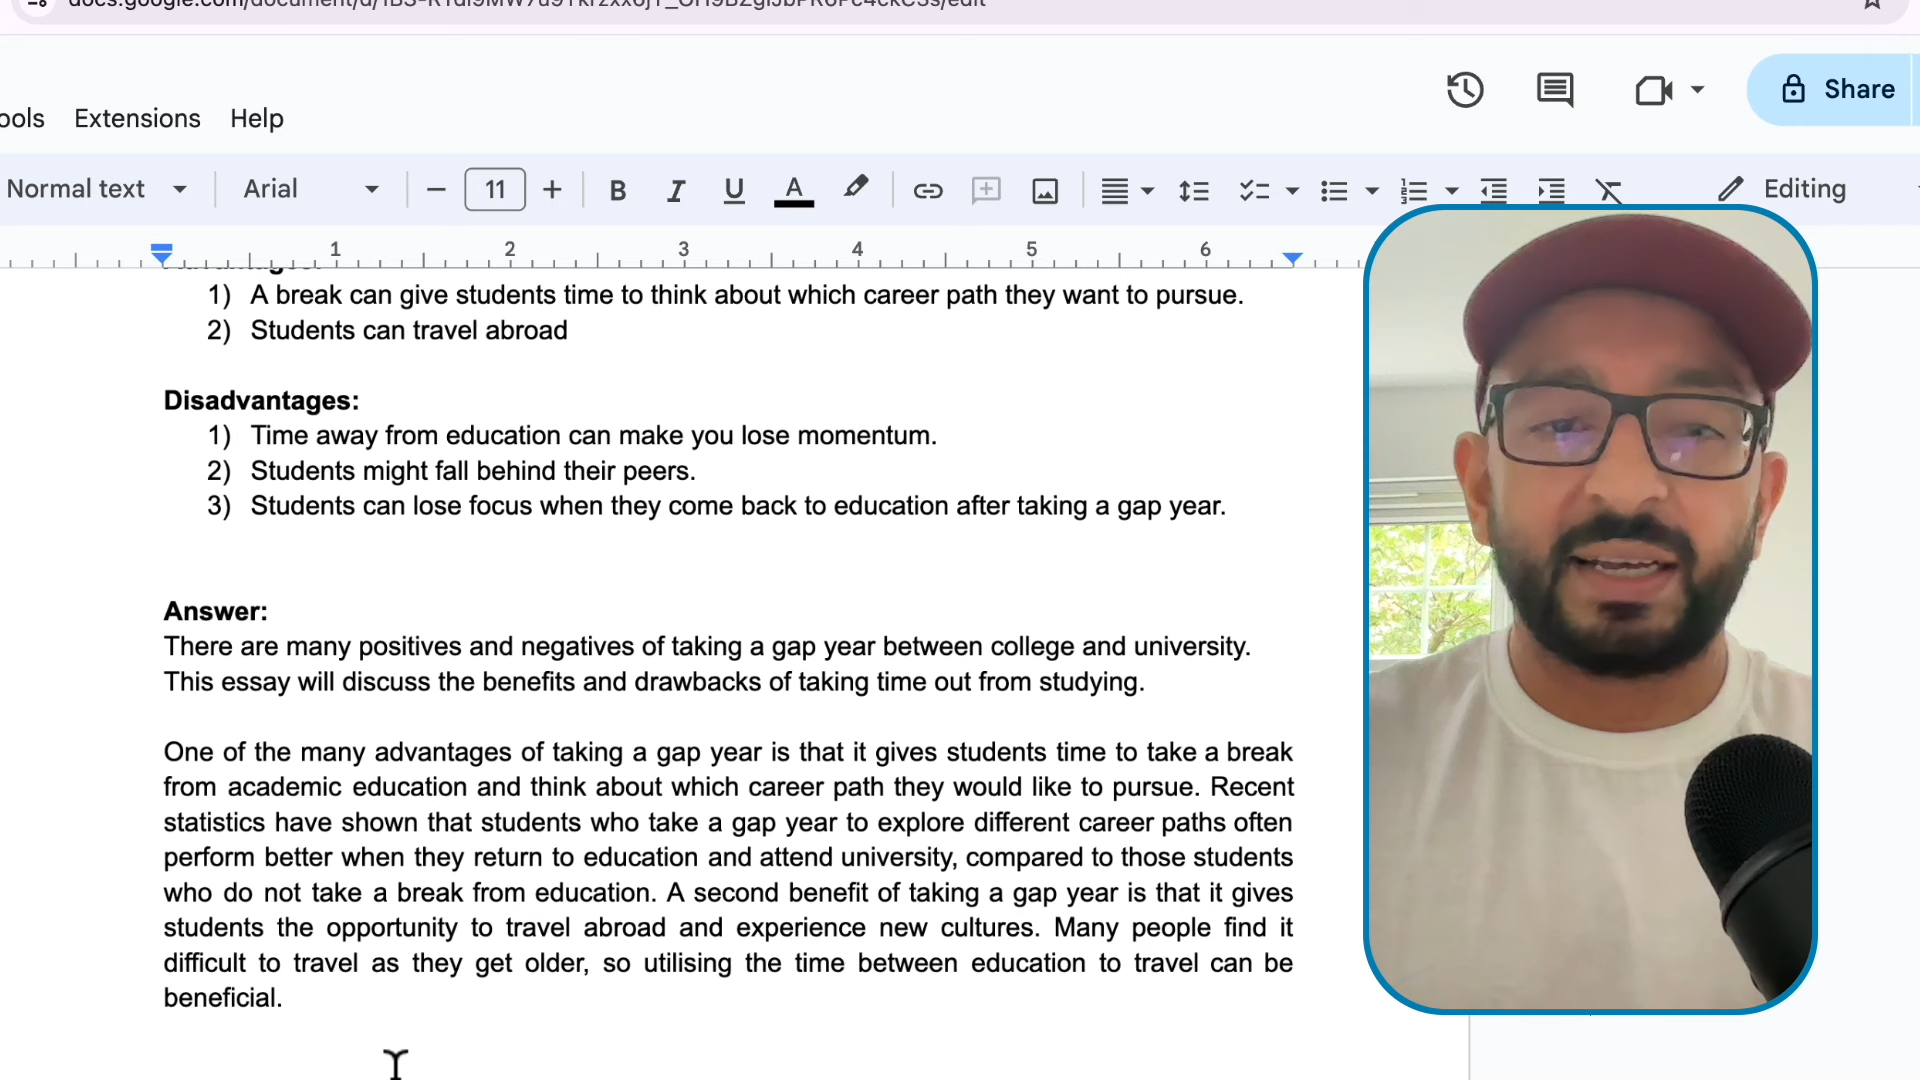 Extensions Help
Share
Normal text Arial 11 B I U A Editing
1 2 3 4 5 6
1) A break can give students time to think about which career path they want to pursue.
2) Students can travel abroad
Disadvantages:
1) Time away from education can make you lose momentum.
2) Students might fall behind their peers.
3) Students can lose focus when they come back to education after taking a gap year.
Answer:
There are many positives and negatives of taking a gap year between college and university.
This essay will discuss the benefits and drawbacks of taking time out from studying.
One of the many advantages of taking a gap year is that it gives students time to take a break
from academic education and think about which career path they would like to pursue. Recent
statistics have shown that students who take a gap year to explore different career paths often
perform better when they return to education and attend university, compared to those students
who do not take a break from education. A second benefit of taking a gap year is that it gives
students the opportunity to travel abroad and experience new cultures. Many people find it
difficult to travel as they get older, so utilising the time between education to travel can be
beneficial.